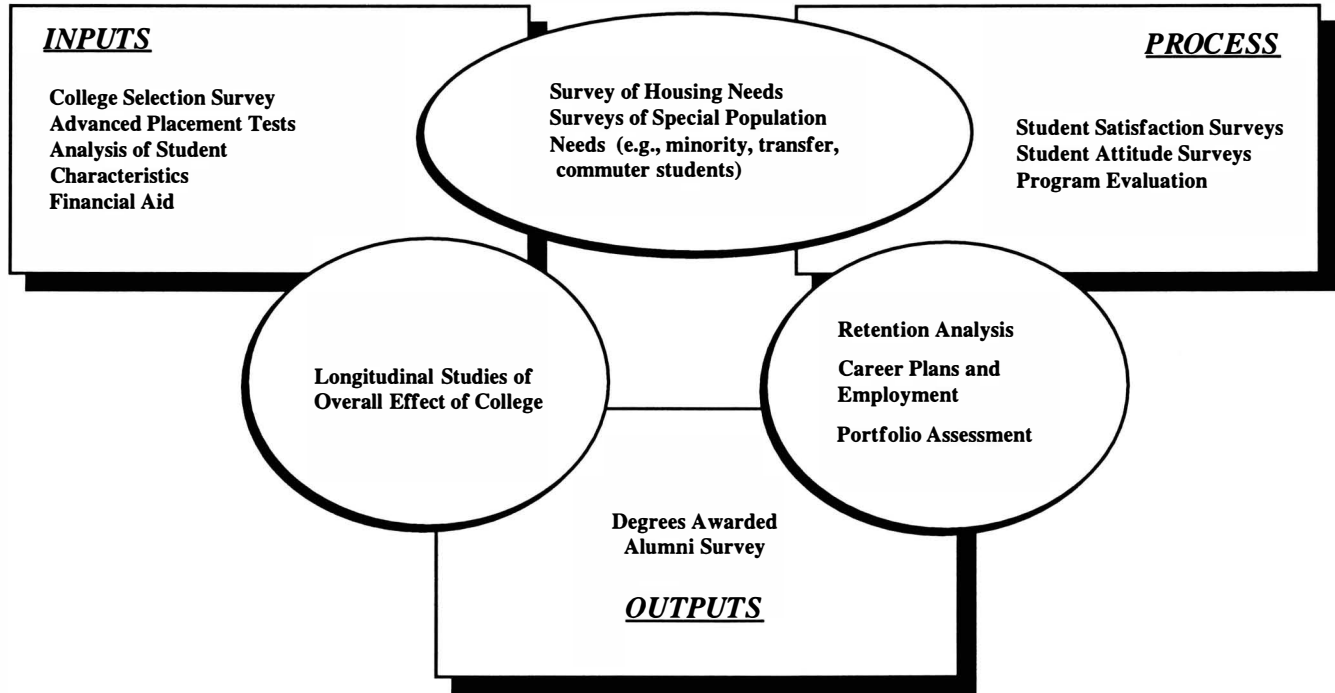 INPUTS
College Selection Survey
Advanced Placement Tests
Analysis of Student
Characteristics
Financial Aid
Survey of Housing Needs
Surveys of Special Population
Needs (e.g., minority, transfer,
commuter students)
PROCESS
Student Satisfaction Surveys
Student Attitude Surveys
Program Evaluation
Longitudinal Studies of
Overall Effect of College
Retention Analysis
Career Plans and
Employment
Portfolio Assessment
Degrees Awarded
Alumni Survey
OUTPUTS